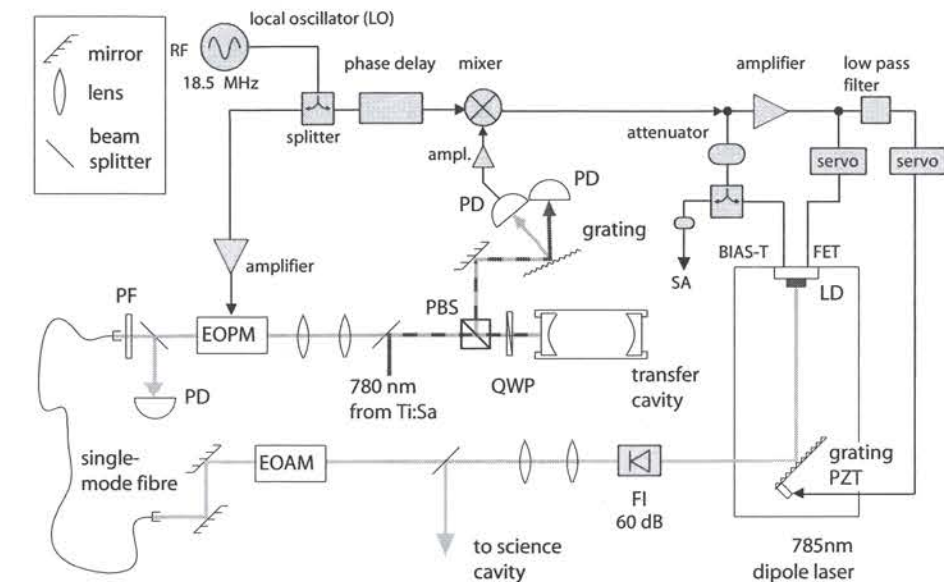 local oscillator (LO)
RF
18.5 MHz
mirror
lens
beam
splitter
splitter
phase delay
mixer
amplifier
low pass
filter
attenuator
servo
servo
ampl.
PD
PD
grating
amplifier
SA
BIAS-T
FET
LD
PF
EOPM
PBS
QWP
transfer
cavity
PD
780 nm
from Ti:Sa
single-
mode fibre
EOAM
FI
60 dB
grating
PZT
to science
cavity
785nm
dipole laser